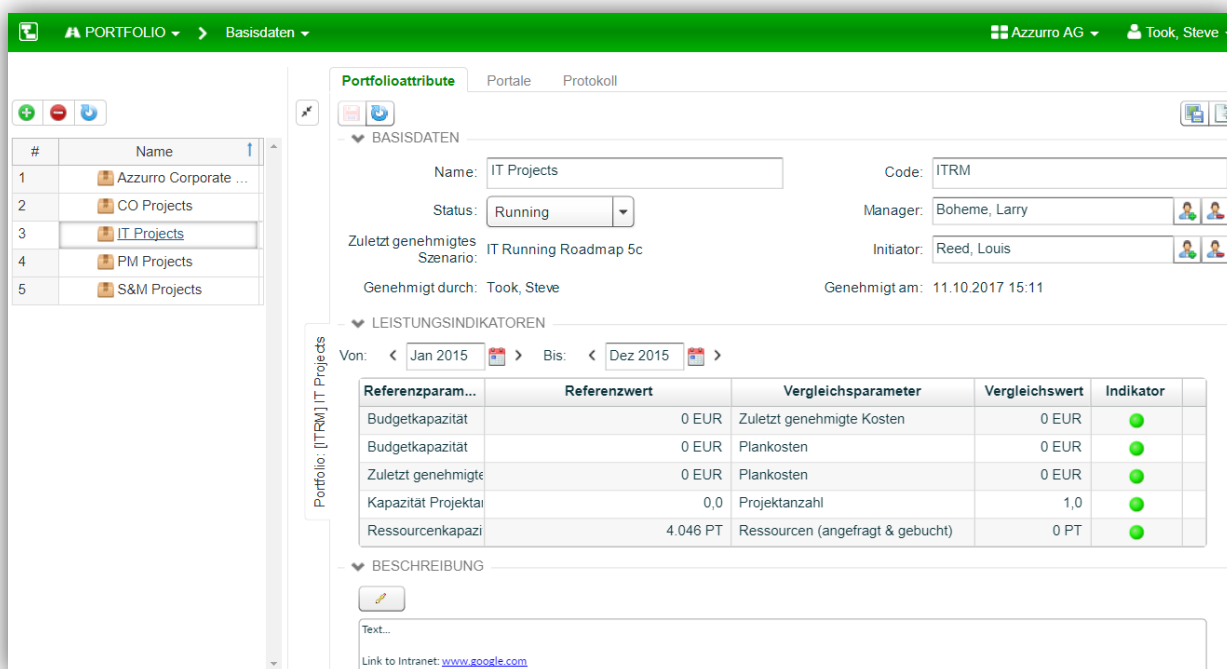 PORTFOLIO
Basisdaten
Azzurro AG
Took, Steve
Portfolioattribute
Portale
Protokoll
# Name
1 Azzurro Corporate ...
2 CO Projects
3 IT Projects
4 PM Projects
5 S&M Projects
Portfolio: [ITRM] IT Projects
BASISDATEN
Name: IT Projects Code: ITRM
Status: Running Manager: Boheme, Larry
Zuletzt genehmigtes
Szenario: IT Running Roadmap 5c Initiator: Reed, Louis
Genehmigt durch: Took, Steve Genehmigt am: 11.10.2017 15:11
LEISTUNGSINDIKATOREN
Von: Jan 2015 Bis: Dez 2015
Referenzparam... Referenzwert Vergleichsparameter Vergleichswert Indikator
Budgetkapazität 0 EUR Zuletzt genehmigte Kosten 0 EUR
Budgetkapazität 0 EUR Plankosten 0 EUR
Zuletzt genehmigte 0 EUR Plankosten 0 EUR
Kapazität Projektan 0,0 Projektanzahl 1,0
Ressourcenkapazi 4.046 PT Ressourcen (angefragt & gebucht) 0 PT
BESCHREIBUNG
Text...
Link to Intranet: www.google.com